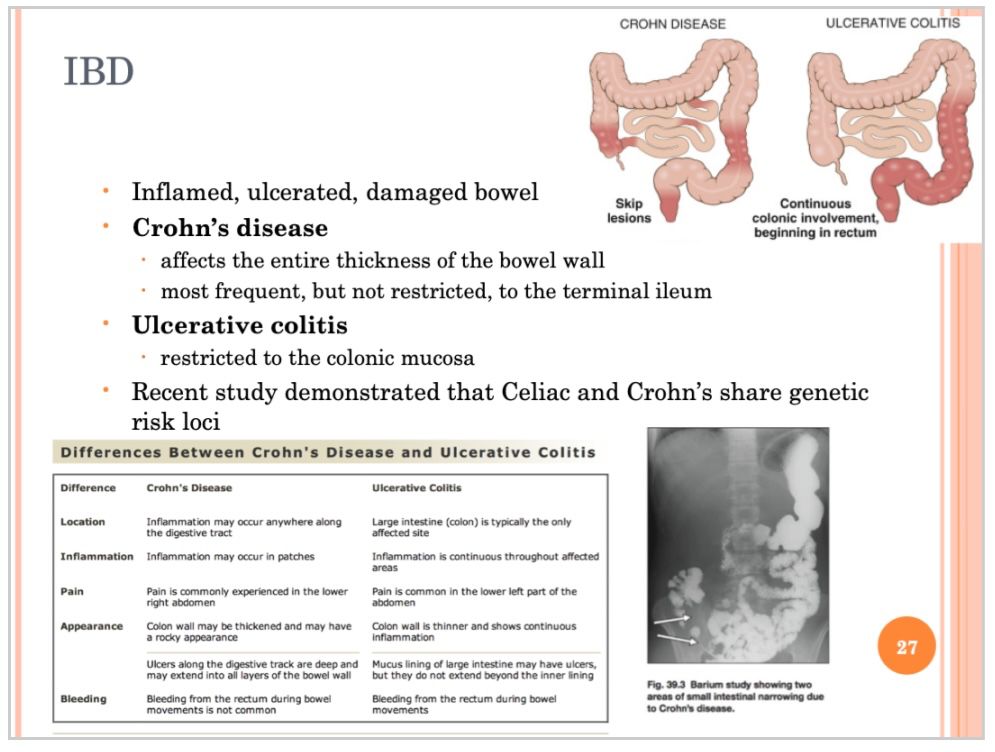 CROHN DISEASE
ULCERATIVE COLITIS
IBD
Skip
lesions
Continuous
colonic involvement,
beginning in rectum
• Inflamed, ulcerated, damaged bowel
• Crohn’s disease
• affects the entire thickness of the bowel wall
• most frequent, but not restricted, to the terminal ileum
• Ulcerative colitis
• restricted to the colonic mucosa
• Recent study demonstrated that Celiac and Crohn’s share genetic
risk loci
Differences Between Crohn's Disease and Ulcerative Colitis
Difference Crohn's Disease Ulcerative Colitis
Location Inflammation may occur anywhere along Large intestine (colon) is typically the only
the digestive tract affected site
Inflammation Inflammation may occur in patches Inflammation is continuous throughout affected
areas
Pain Pain is commonly experienced in the lower Pain is common in the lower left part of the
right abdomen abdomen
Appearance Colon wall may be thickened and may have Colon wall is thinner and shows continuous
a rocky appearance inflammation
Ulcers along the digestive track are deep and Mucus lining of large intestine may have ulcers,
may extend into all layers of the bowel wall but they do not extend beyond the inner lining
Bleeding Bleeding from the rectum during bowel Bleeding from the rectum during bowel
movements is not common movements
Fig. 39.3 Barium study showing two
areas of small intestinal narrowing due
to Crohn's disease.
27